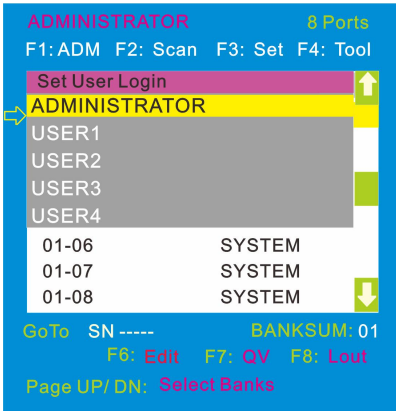 ADMINISTRATOR 8 Ports
F1: ADM F2: Scan F3: Set F4: Tool
Set User Login
ADMINISTRATOR
USER1
USER2
USER3
USER4
01-06 SYSTEM
01-07 SYSTEM
01-08 SYSTEM
GoTo SN ----- BANKSUM: 01
F6: Edit F7: QV F8: Lout
Page UP/ DN: Select Banks